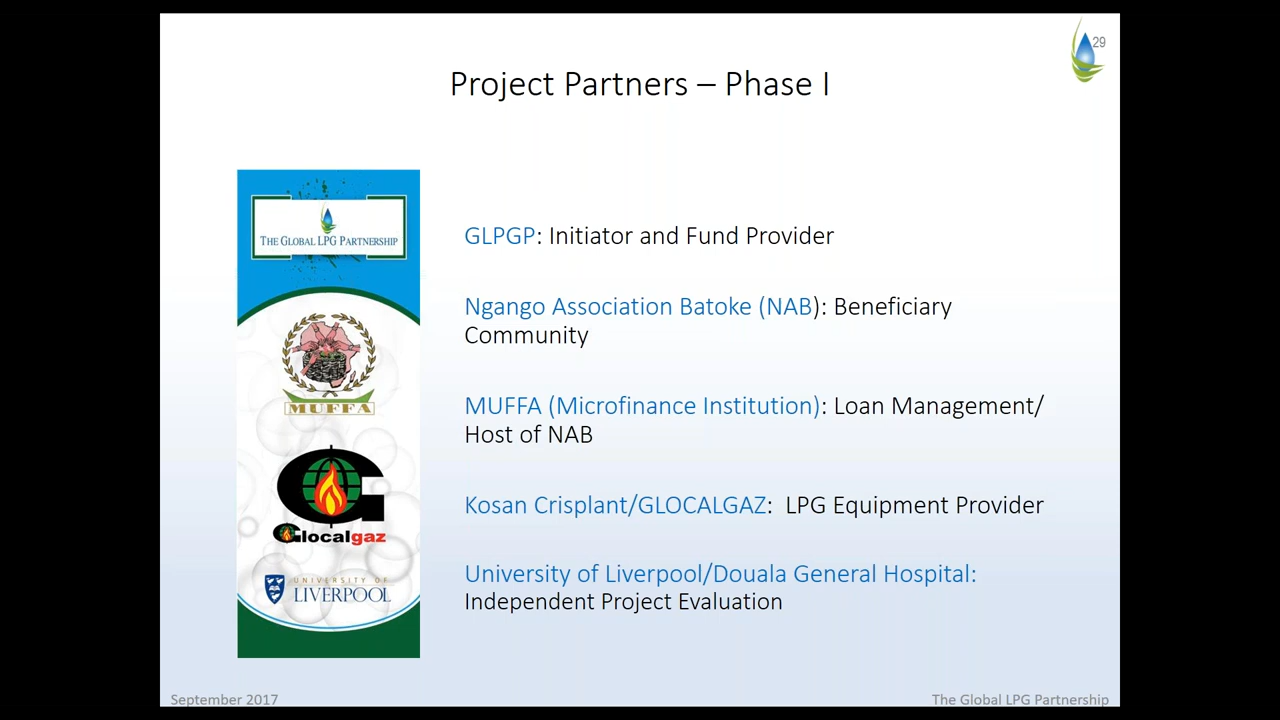 29
Project Partners – Phase I
THE GLOBAL LPG PARTNERSHIP
MUFFA
Glocalgaz
UNIVERSITY OF
LIVERPOOL
GLPGP: Initiator and Fund Provider
Ngango Association Batoke (NAB): Beneficiary
Community
MUFFA (Microfinance Institution): Loan Management/
Host of NAB
Kosan Crisplant/GLOCALGAZ:  LPG Equipment Provider
University of Liverpool/Douala General Hospital:
Independent Project Evaluation
September 2017
The Global LPG Partnership